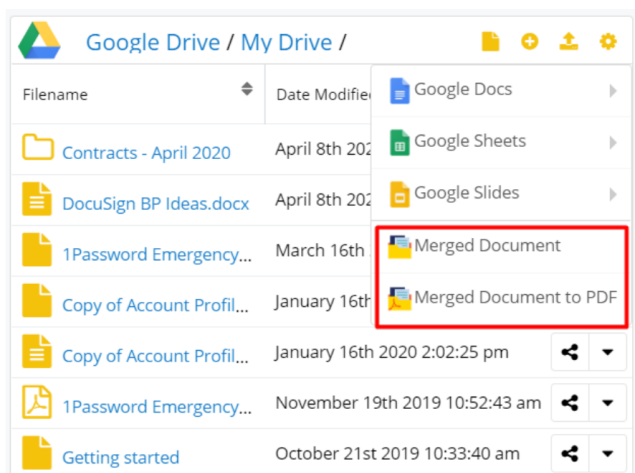 Google Drive / My Drive /
Filename
Date Modified
Google Docs
Google Sheets
Google Slides
Merged Document
Merged Document to PDF
Contracts - April 2020 April 8th 202
DocuSign BP Ideas.docx April 8th 202
1Password Emergency... March 16th
Copy of Account Profil... January 16th
Copy of Account Profil... January 16th 2020 2:02:25 pm
1Password Emergency... November 19th 2019 10:52:43 am
Getting started October 21st 2019 10:33:40 am